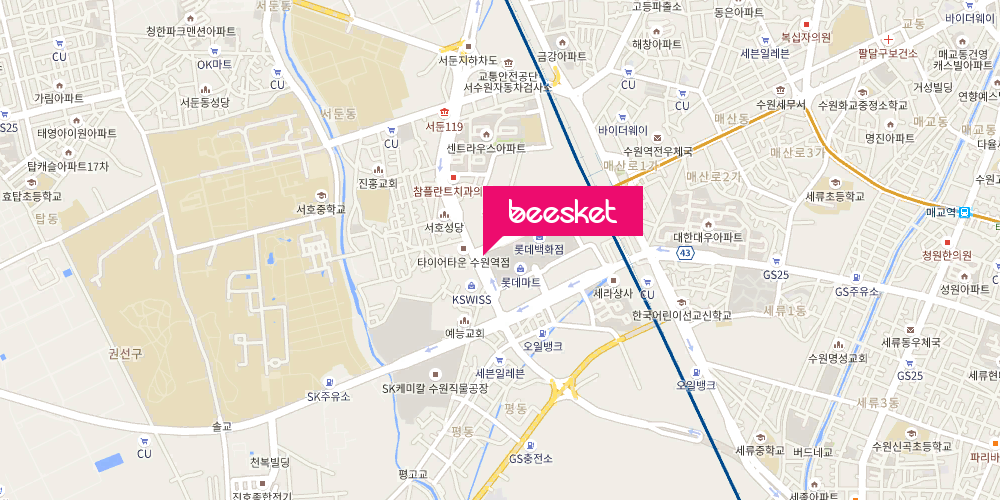 서둔동
고등파출소
동은아파트
바이더웨이
청한파크맨션아파트
교동
복십자의원
해창아파트
CU
세븐일레븐
팔달구보건소
매교동건영
캐스빌아파트
OK마트
서둔지하차도
금강아파트
CU
교통안전공단
서수원자동차검사소
가림아파트
서둔동성당
CU
CU
수원세무서
수원화교중정소학교
거성빌딩
연향예스
GS25
서둔동
서둔119
바이더웨이
매산동
태영아이원아파트
명진아파트
매교동
CU
센트라우스아파트
수원역전우체국
매산로3가
다율
탑캐슬아파트17차
매산로1가
매산로2가
진흥교회
효탑초등학교
참플란트치과의
세류초등학교
수원고
서호중학교
탑동
beesket
매교역
서호성당
대한대우아파트
롯데백화점
43
청원한의원
타이어타운 수원역점
GS25
롯데마트
CU
세라상사
GS주유소
성원아파트
KSWISS
한국어린이선교신학교
세류1동
예능교회
오일뱅크
수원명성교회
세류동우체국
권선구
세븐일레븐
GS25
SK케미칼 수원직물공장
오일뱅크
세류현대
SK주유소
평동
세류3동
솔교
평동
CU
세류중학교
수원신곡초등학교
GS충전소
버드네교
파리바
천복빌딩
평고교
진호종합전기
세종아파트